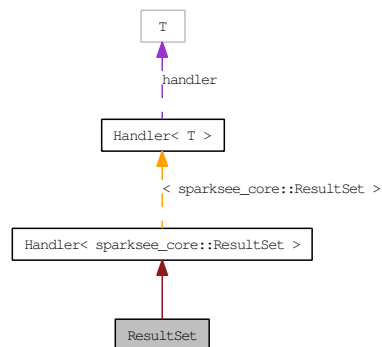 T
handler
Handler< T >
< sparksee_core::ResultSet >
Handler< sparksee_core::ResultSet >
ResultSet